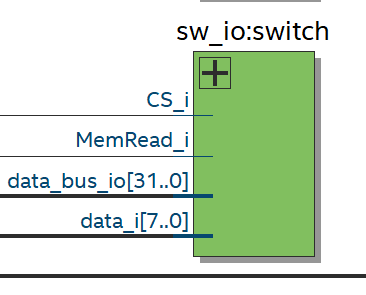 sw_io:switch
CS_i
MemRead_i
data_bus_io[31..0]
data_i[7..0]